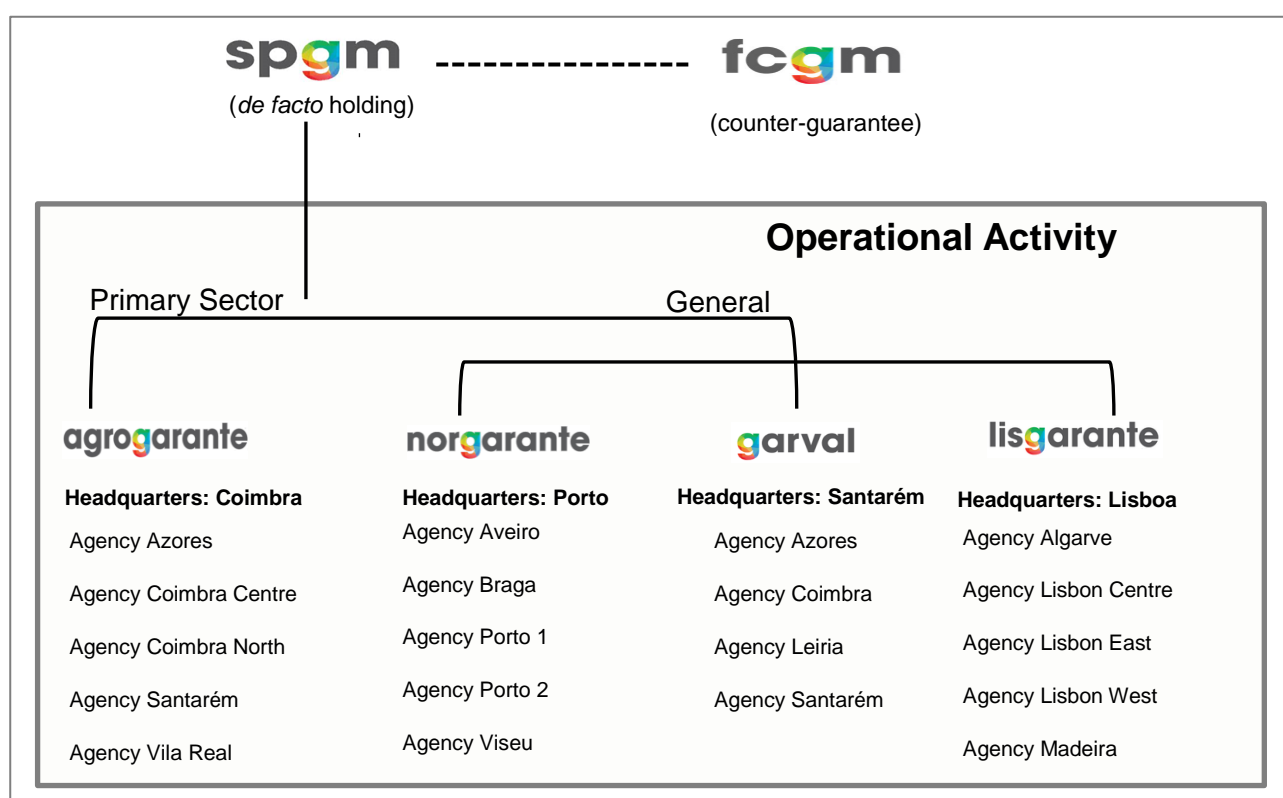 spgm
fcgm
(de facto holding)
(counter-guarantee)
Operational Activity
Primary Sector
General
agrogarante
Headquarters: Coimbra
Agency Azores
Agency Coimbra Centre
Agency Coimbra North
Agency Santarém
Agency Vila Real
norgarante
Headquarters: Porto
Agency Aveiro
Agency Braga
Agency Porto 1
Agency Porto 2
Agency Viseu
garval
Headquarters: Santarém
Agency Azores
Agency Coimbra
Agency Leiria
Agency Santarém
lisgarante
Headquarters: Lisboa
Agency Algarve
Agency Lisbon Centre
Agency Lisbon East
Agency Lisbon West
Agency Madeira